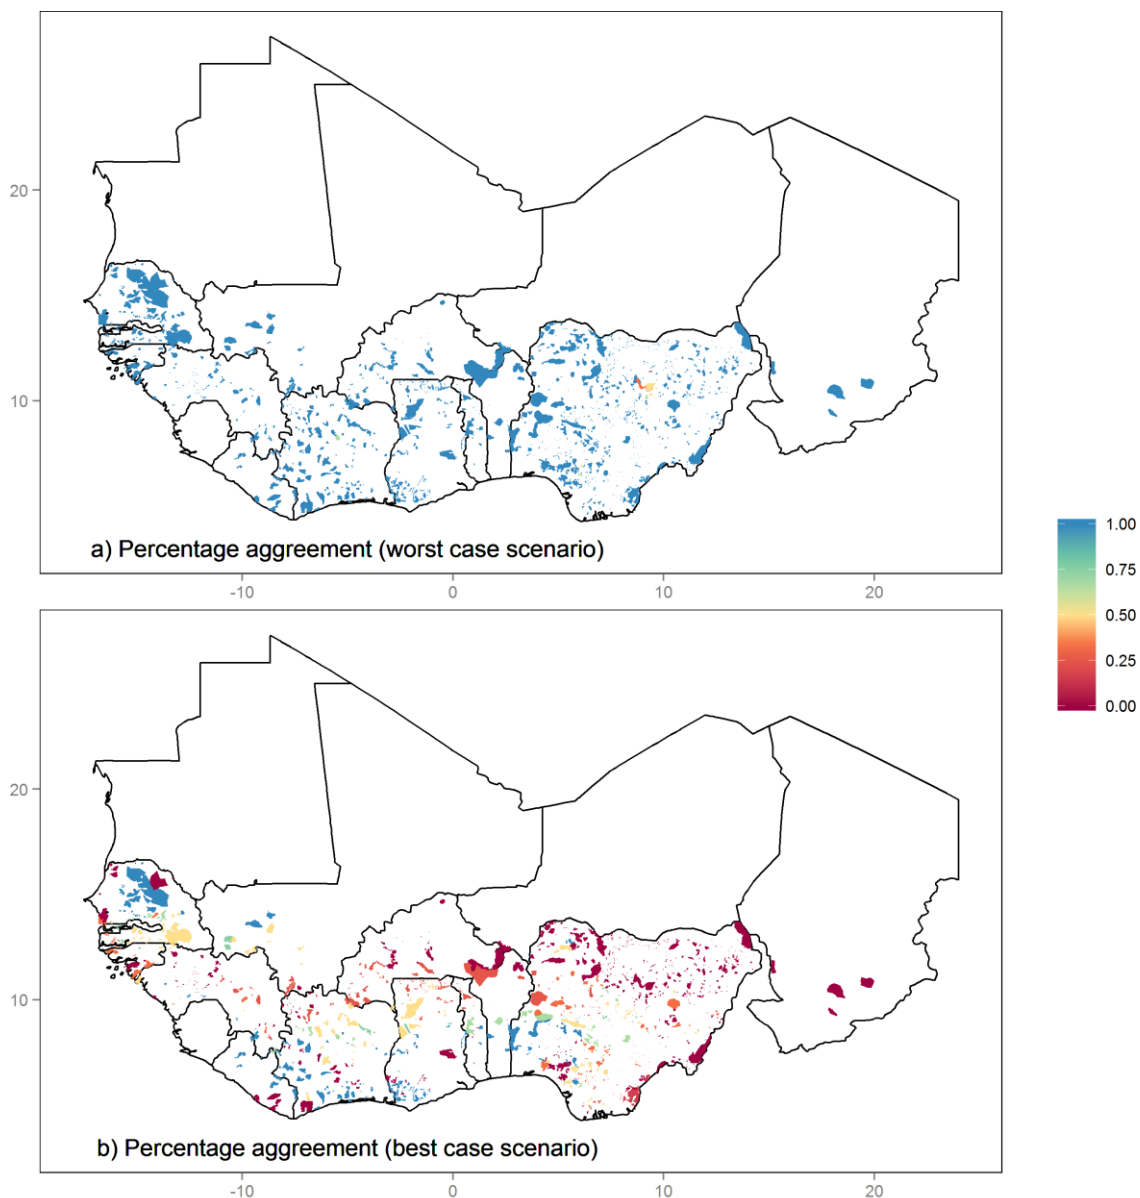 20
10
a) Percentage aggreement (worst case scenario)
-10 0 10 20
1.00
0.75
0.50
0.25
0.00
20
10
b) Percentage aggreement (best case scenario)
-10 0 10 20